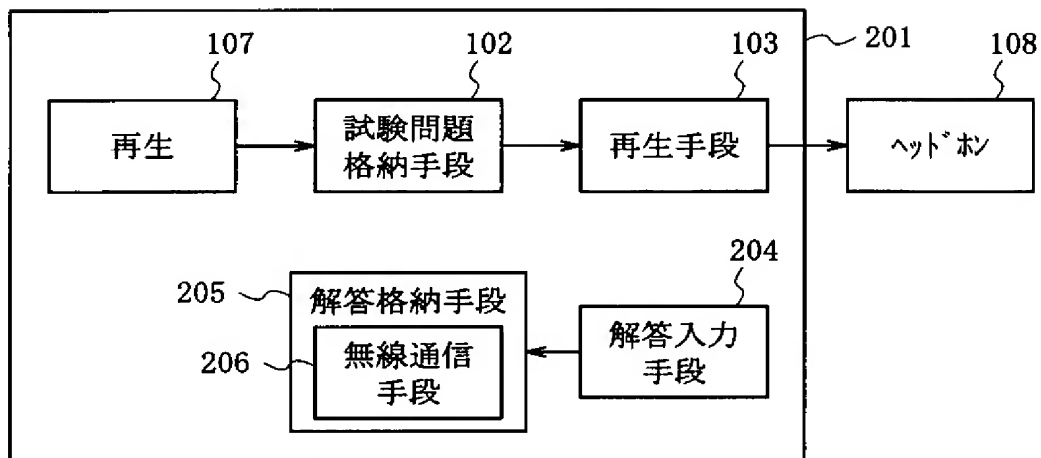 107
102
103
201
108
再生
試験問題
格納手段
再生手段
ヘッドホン
205
解答格納手段
206
無線通信
手段
204
解答入力
手段